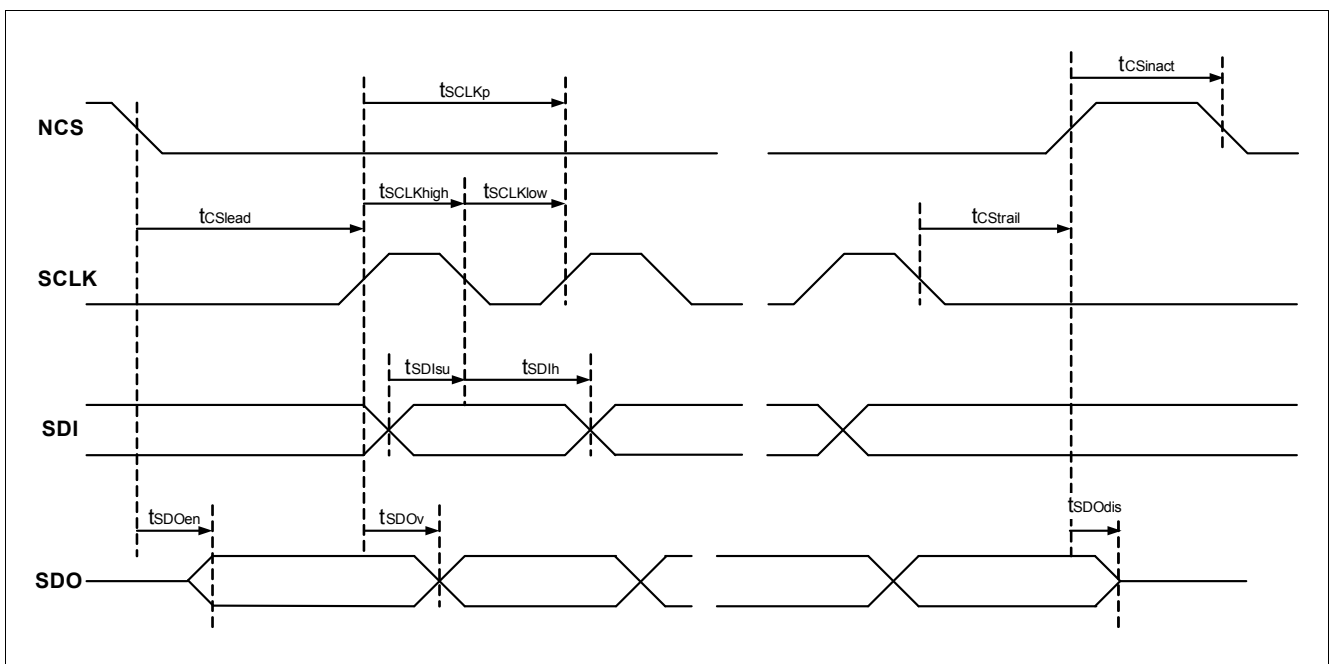 tCSinact
tSCLKp
NCS
tSCLKhigh
tSCLKlow
tCSlead
tCStrail
SCLK
tSDIsu
tSDIh
SDI
tSDOen
tSDOv
tSDOdis
SDO